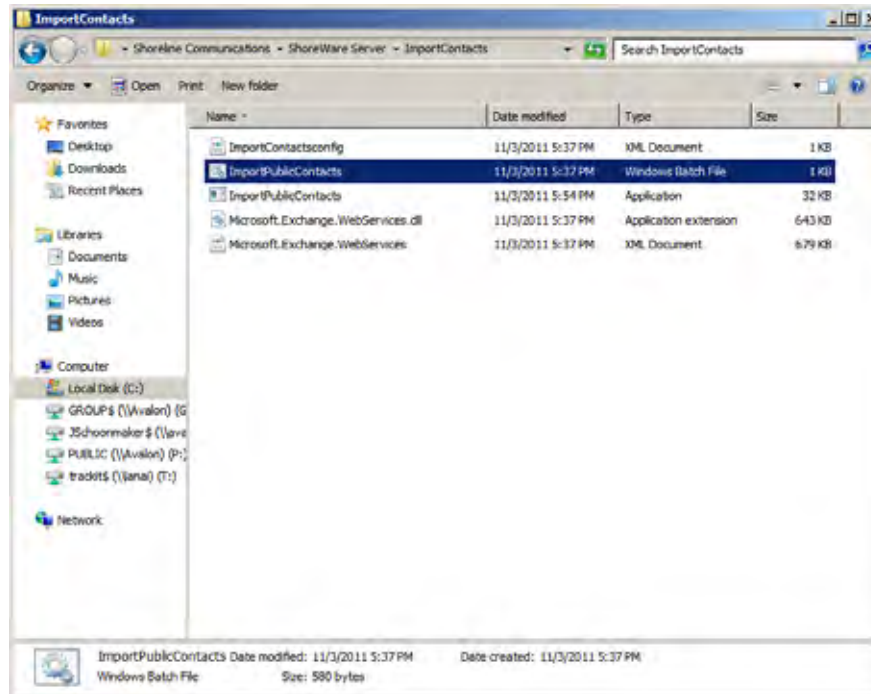 ImportContacts
Shoreline Communications - ShoreWare Server - ImportContacts
Search ImportContacts
Organize
Open
Print
New folder
Name
Date modified
Type
Size
ImportContactsconfig 11/3/2011 5:37 PM XML Document 1 KB
ImportPublicContacts 11/3/2011 5:37 PM Windows Batch File 1 KB
ImportPublicContacts 11/3/2011 5:54 PM Application 32 KB
Microsoft.Exchange.WebServices.dll 11/3/2011 5:37 PM Application extension 643 KB
Microsoft.Exchange.WebServices 11/3/2011 5:37 PM XML Document 679 KB
Favorites
Desktop
Downloads
Recent Places
Libraries
Documents
Music
Pictures
Videos
Computer
Local Disk (C:)
GROUP$ (\\Avalon) (G
JSchoonmaker$ (\\ava
PUBLIC (\\Avalon) (P:)
trackit$ (T:)
Network
ImportPublicContacts Date modified: 11/3/2011 5:37 PM Date created: 11/3/2011 5:37 PM
Windows Batch File Size: 580 bytes